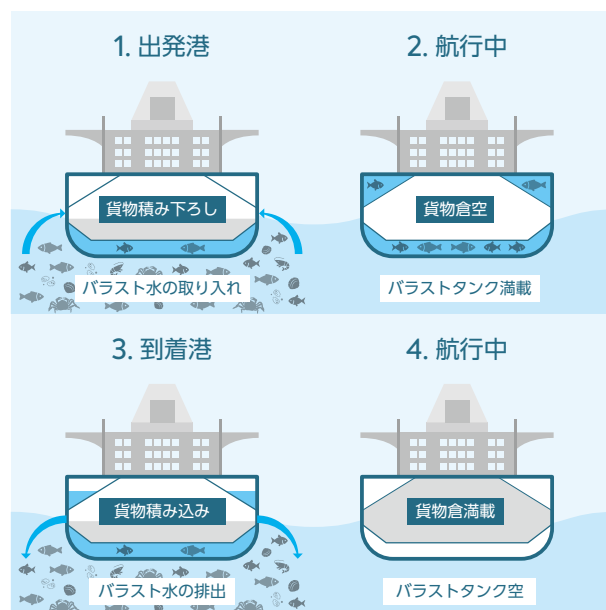 1. 出発港
貨物積み下ろし
バラスト水の取り入れ
2. 航行中
貨物倉空
バラストタンク満載
3. 到着港
貨物積み込み
バラスト水の排出
4. 航行中
貨物倉満載
バラストタンク空